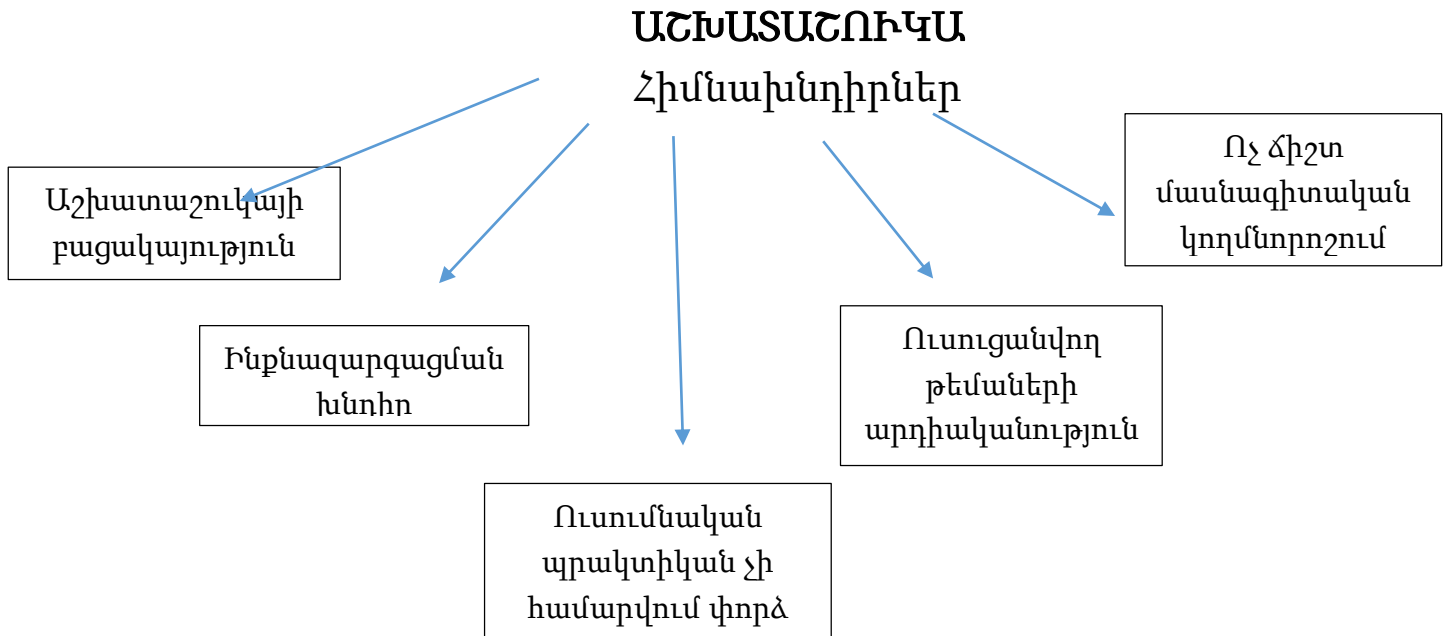 ԱՇԽԱՏԱՇՈՒԿԱ
Հիմնախնդիրներ
Աշխատաշուկայի
բացակայություն
Ինքնազարգացման
խնդիր
Ուսումնական
պրակտիկան չի
համարվում փորձ
Ուսուցանվող
թեմաների
արդիականություն
Ոչ ճիշտ
մասնագիտական
կողմնորոշում